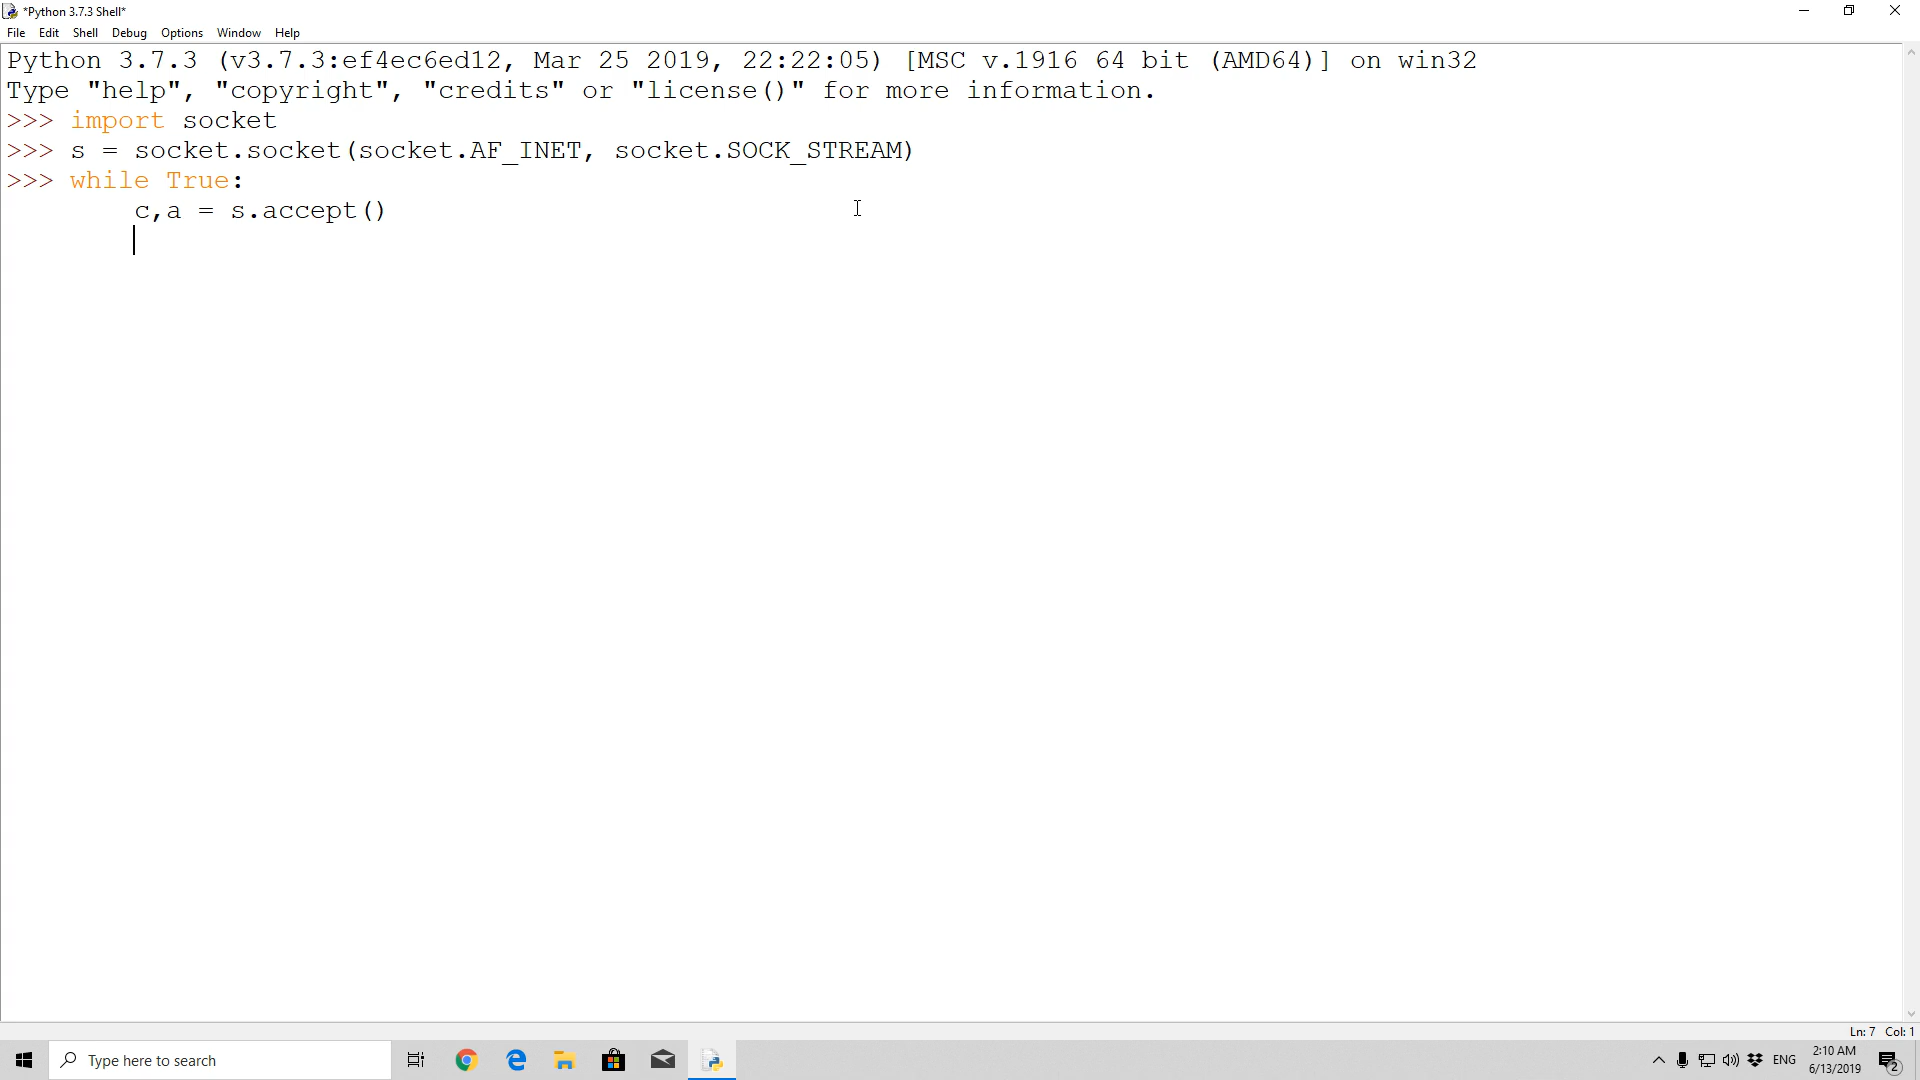 *Python 3.7.3 Shell*
File Edit Shell Debug Options Window Help
Python 3.7.3 (v3.7.3:ef4ec6ed12, Mar 25 2019, 22:22:05) [MSC v.1916 64 bit (AMD64)] on win32
Type "help", "copyright", "credits" or "license()" for more information.
>>> import socket
>>> s = socket.socket(socket.AF_INET, socket.SOCK_STREAM)
>>> while True:
c,a = s.accept()
Ln: 7 Col: 1
Type here to search
ENG
2:10 AM
6/13/2019
2